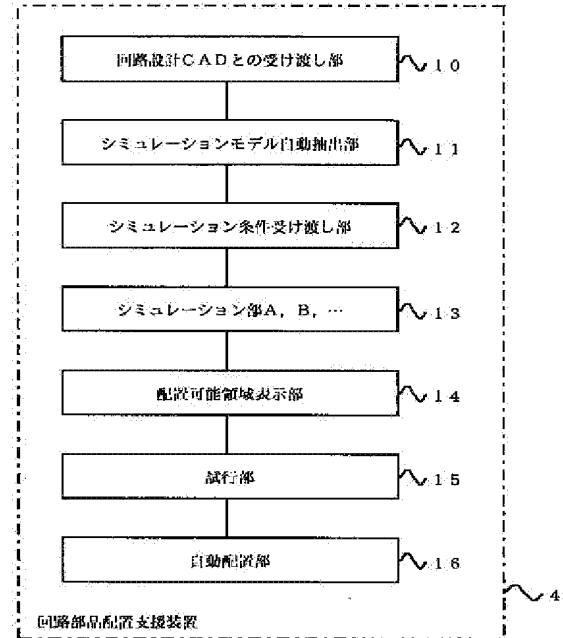 回路設計CADとの受け渡し部
10
シミュレーションモデル自動抽出部
11
シミュレーション条件受け渡し部
12
シミュレーション部A, B, …
13
配置可能領域表示部
14
試行部
15
自動配置部
16
回路部品配置支援装置
4